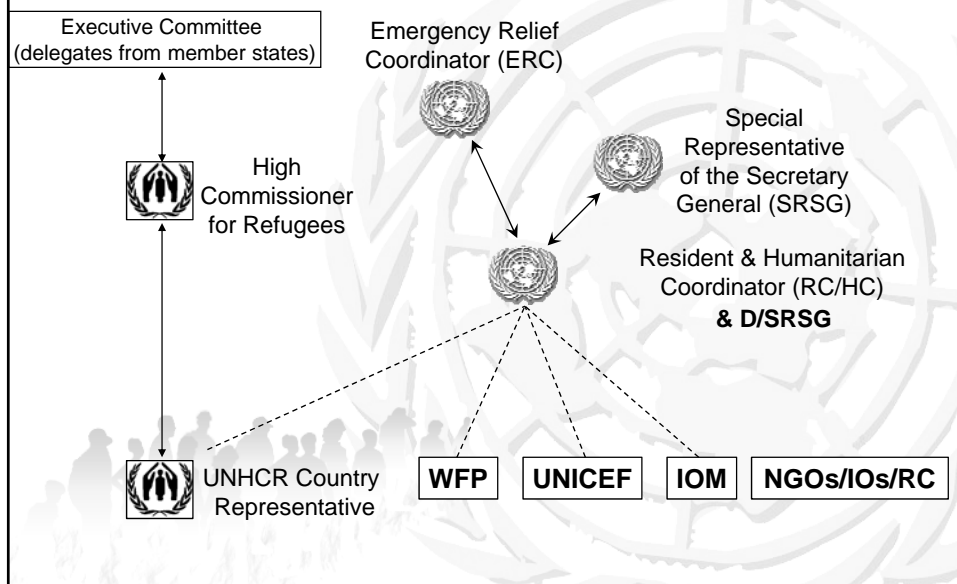 Executive Committee
(delegates from member states)
Emergency Relief
Coordinator (ERC)
Special
Representative
of the Secretary
General (SRSG)
High
Commissioner
for Refugees
Resident & Humanitarian
Coordinator (RC/HC)
& D/SRSG
UNHCR Country
Representative
WFP
UNICEF
IOM
NGOs/IOs/RC